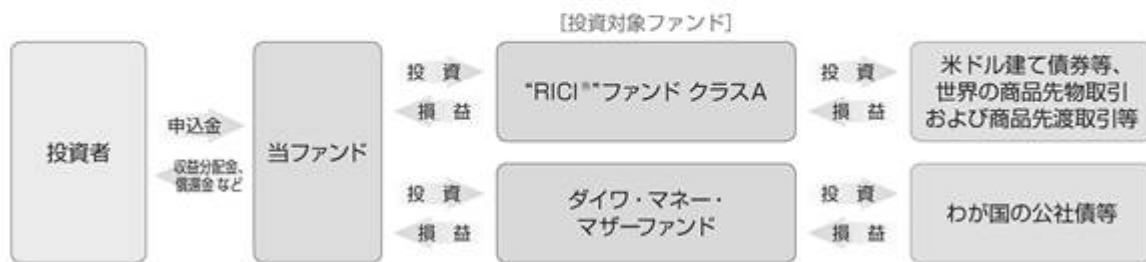 [投資対象ファンド]
投資者
申込金
収益分配金、
償還金 など
当ファンド
投 資
損 益
"RICI®"ファンド クラスA
投 資
損 益
米ドル建て債券等、
世界の商品先物取引
および商品先渡取引等
投 資
損 益
ダイワ・マネー・
マザーファンド
投 資
損 益
わが国の公社債等